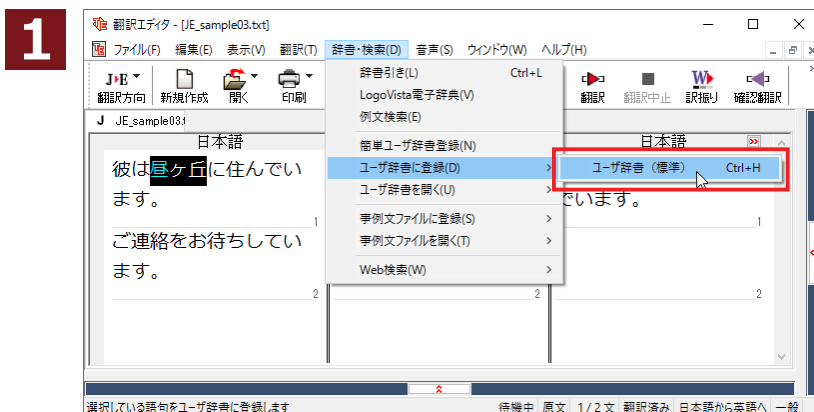 1
翻訳エディタ - [JE_sample03.txt]
ファイル(F) 編集(E) 表示(V) 翻訳(T) 辞書・検索(D) 音声(S) ウィンドウ(W) ヘルプ(H)
J▶E
翻訳方向 新規作成 開く 印刷 翻訳 翻訳中止 訳振り 確認翻訳
J JE_sample03.t
日本語 日本語
辞書引き(L) Ctrl+L
LogoVista電子辞典(V)
例文検索(E)
簡単ユーザ辞書登録(N)
ユーザ辞書に登録(D)
ユーザ辞書を開く(U)
事例文ファイルに登録(S)
事例文ファイルを開く(T)
Web検索(W)
ユーザ辞書（標準） Ctrl+H
彼は昼ヶ丘に住んでい
ます。
1
ご連絡をお待ちしてい
ます。
2
2
でいます。
1
2
選択している語句をユーザ辞書に登録します 待機中 原文 1/2文 翻訳済み 日本語から英語へ 一般